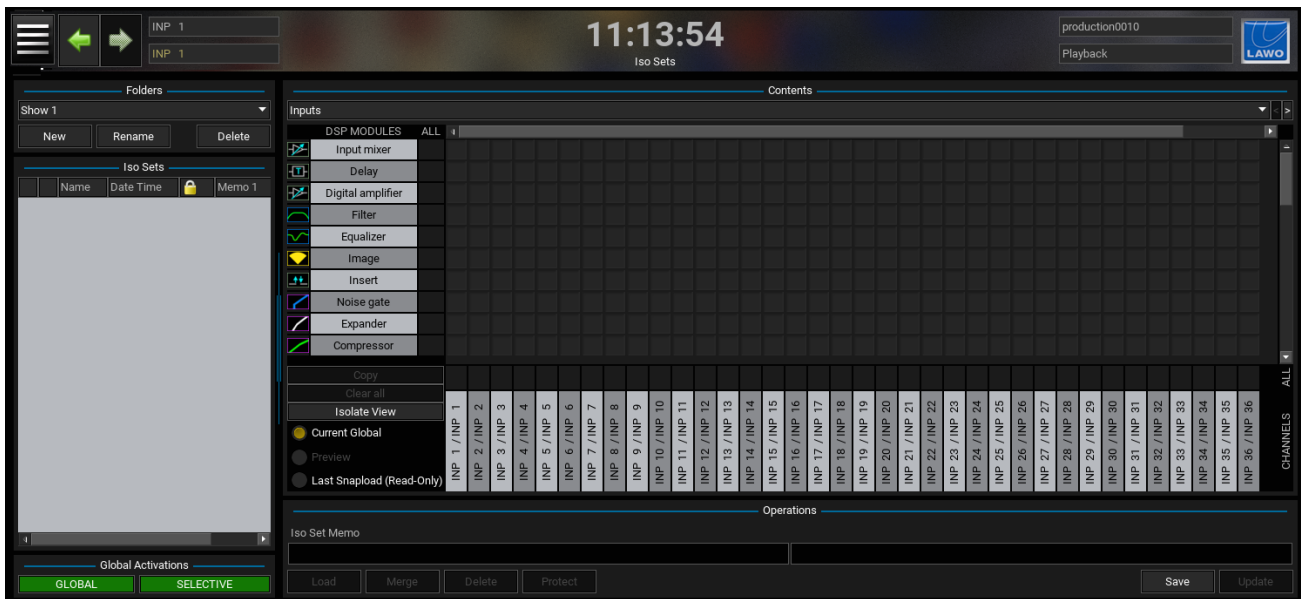 INP 1
INP 1
11:13:54
Iso Sets
production0010
Playback
LAWO
Folders
Show 1
New Rename Delete
Iso Sets
Name Date Time Memo 1
Global Activations
GLOBAL SELECTIVE
Contents
Inputs
< >
DSP MODULES ALL
Input mixer
Delay
T
Digital amplifier
Filter
Equalizer
Image
Insert
Noise gate
Expander
Compressor
Copy
Clear all
Isolate View
Current Global
Preview
Last Snapload (Read-Only)
INP 1 / INP 1
INP 2 / INP 2
INP 3 / INP 3
INP 4 / INP 4
INP 5 / INP 5
INP 6 / INP 6
INP 7 / INP 7
INP 8 / INP 8
INP 9 / INP 9
INP 10 / INP 10
INP 11 / INP 11
INP 12 / INP 12
INP 13 / INP 13
INP 14 / INP 14
INP 15 / INP 15
INP 16 / INP 16
INP 17 / INP 17
INP 18 / INP 18
INP 19 / INP 19
INP 20 / INP 20
INP 21 / INP 21
INP 22 / INP 22
INP 23 / INP 23
INP 24 / INP 24
INP 25 / INP 25
INP 26 / INP 26
INP 27 / INP 27
INP 28 / INP 28
INP 29 / INP 29
INP 30 / INP 30
INP 31 / INP 31
INP 32 / INP 32
INP 33 / INP 33
INP 34 / INP 34
INP 35 / INP 35
INP 36 / INP 36
CHANNELS ALL
Operations
Iso Set Memo
Load Merge Delete Protect Save Update